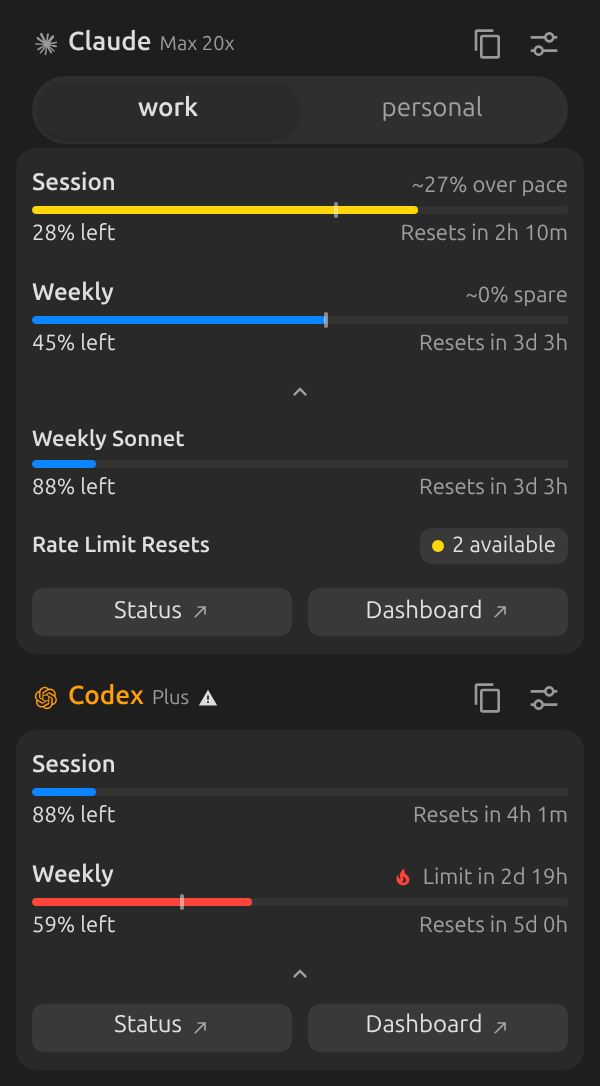 Claude Max 20x
work personal
Session ~27% over pace
28% left Resets in 2h 10m
Weekly ~0% spare
45% left Resets in 3d 3h
Weekly Sonnet
88% left Resets in 3d 3h
Rate Limit Resets 2 available
Status ↗ Dashboard ↗
Codex Plus
Session
88% left Resets in 4h 1m
Weekly Limit in 2d 19h
59% left Resets in 5d 0h
Status ↗ Dashboard ↗